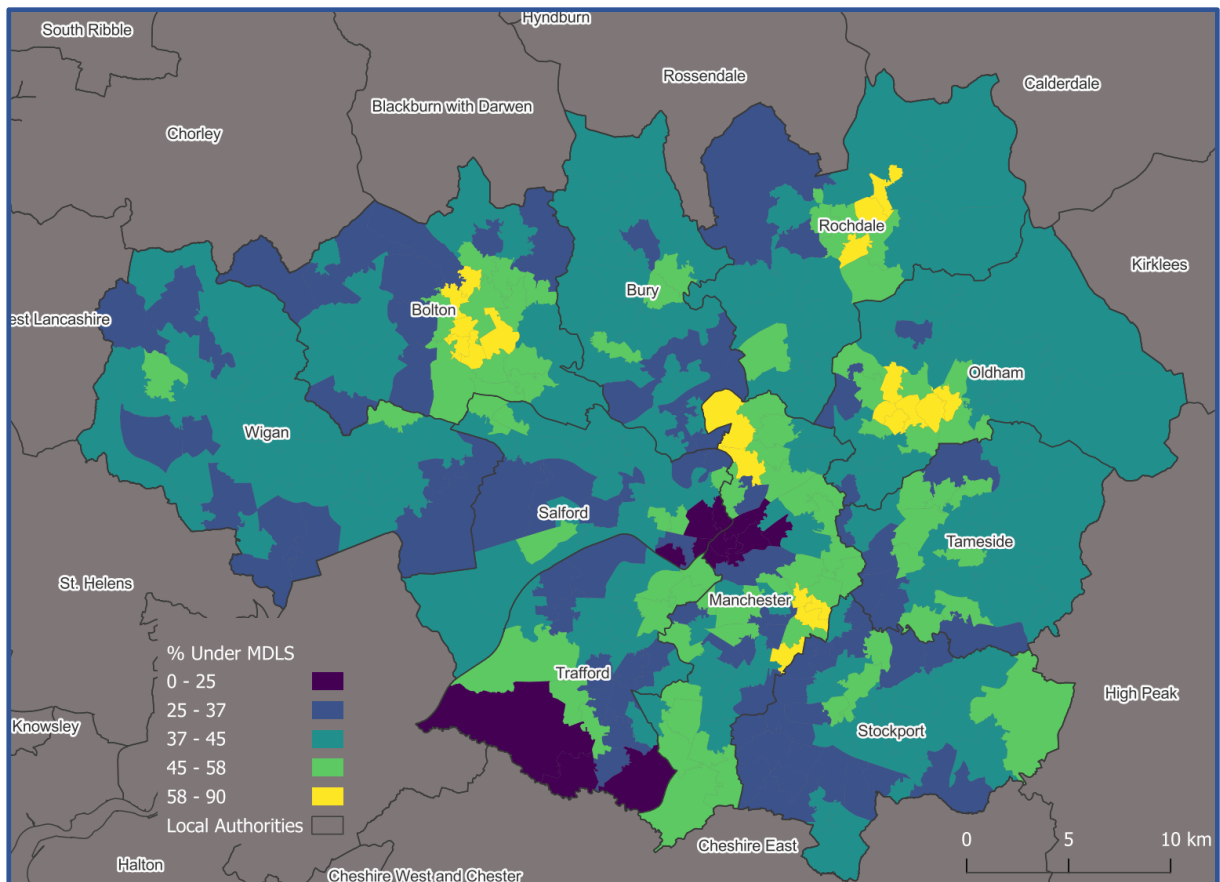 Hyndburn
South Ribble
Rossendale
Calderdale
Blackburn with Darwen
Chorley
Rochdale
Kirklees
Bury
Bolton
est Lancashire
Oldham
Wigan
Salford
Tameside
St. Helens
Manchester
Trafford
High Peak
Knowsley
Stockport
Cheshire East
Halton
Cheshire West and Chester
% Under MDLS
0 - 25
25 - 37
37 - 45
45 - 58
58 - 90
Local Authorities
0 5 10 km